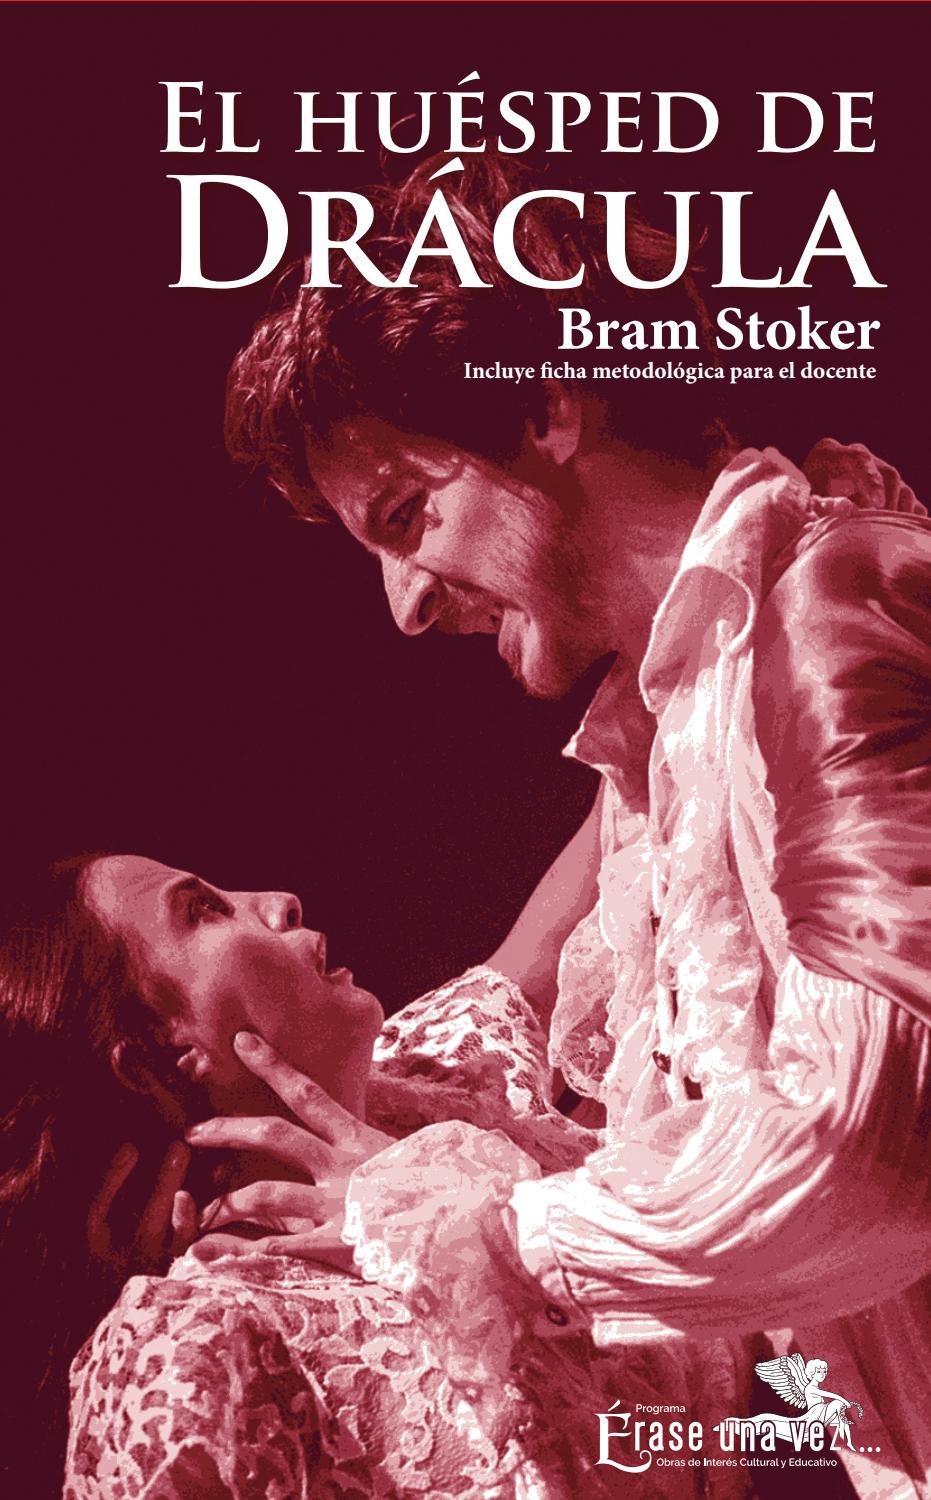 El huésped de
Drácula
Bram Stoker
Incluye ficha metodológica para el docente
Programa
Érase una vez...
Obras de Interés Cultural y Educativo